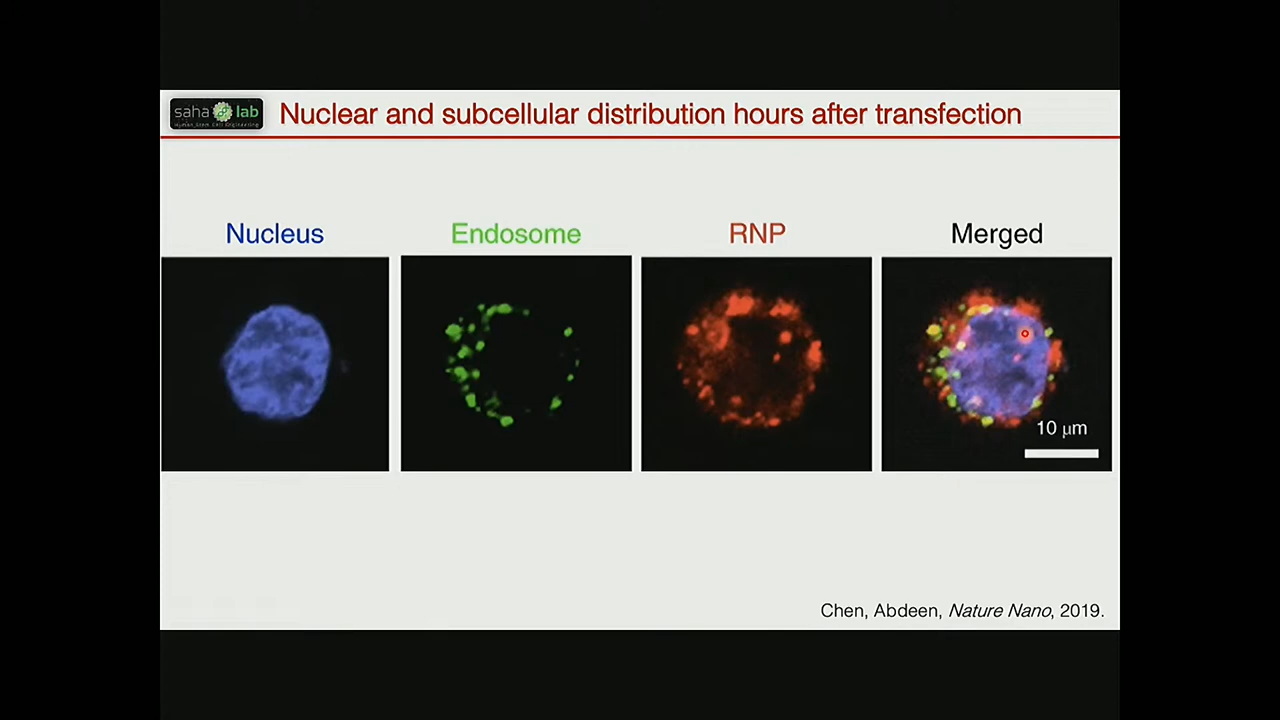 saha lab
Nuclear and subcellular distribution hours after transfection
Nucleus
Endosome
RNP
Merged
10 μm
Chen, Abdeen, Nature Nano, 2019.